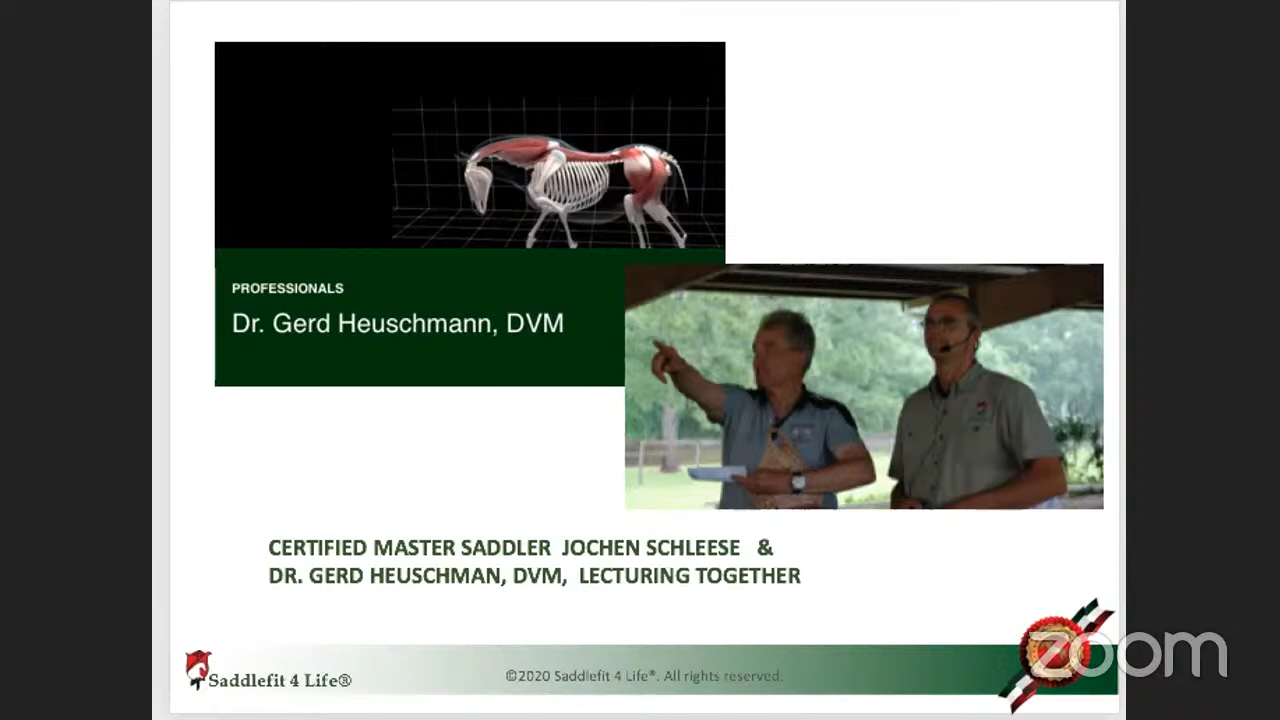 PROFESSIONALS
Dr. Gerd Heuschmann, DVM
CERTIFIED MASTER SADDLER JOCHEN SCHLEESE &
DR. GERD HEUSCHMAN, DVM, LECTURING TOGETHER
Saddlefit 4 Life®
©2020 Saddlefit 4 Life®. All rights reserved.
zoom